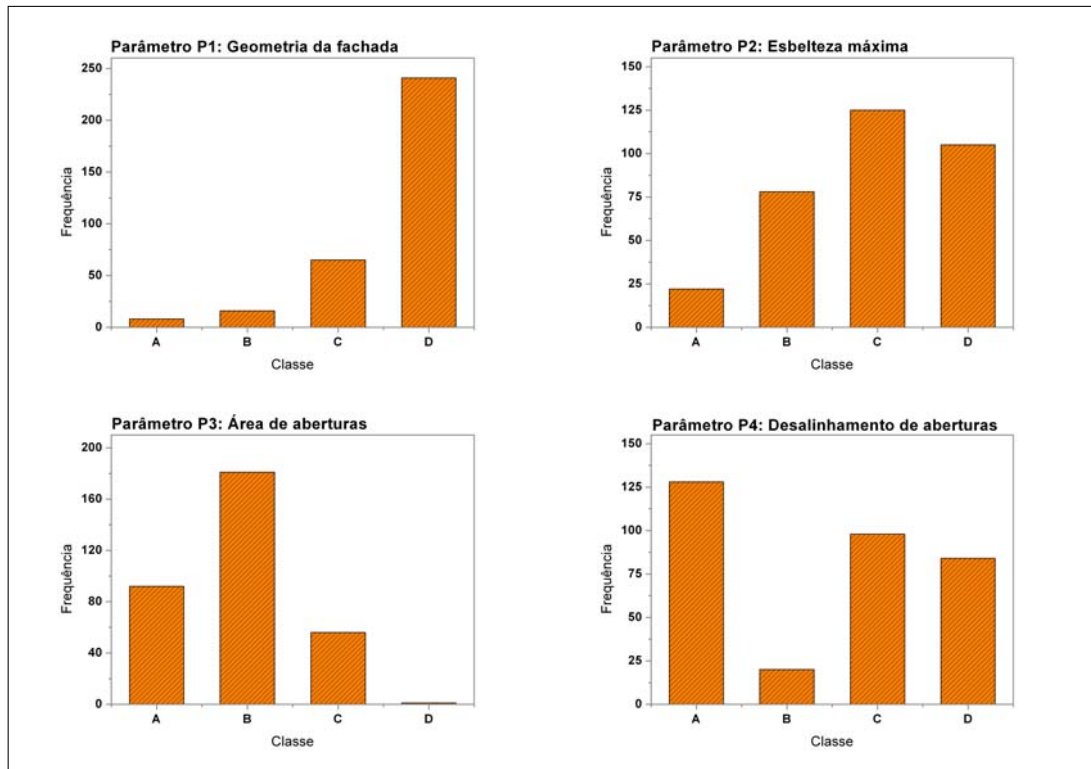 Parâmetro P1: Geometria da fachada
250
200
150
100
50
0
Frequência
A B C D
Classe
Parâmetro P2: Esbelteza máxima
150
125
100
75
50
25
0
Frequência
A B C D
Classe
Parâmetro P3: Área de aberturas
200
160
120
80
40
0
Frequência
A B C D
Classe
Parâmetro P4: Desalinhamento de aberturas
150
125
100
75
50
25
0
Frequência
A B C D
Classe